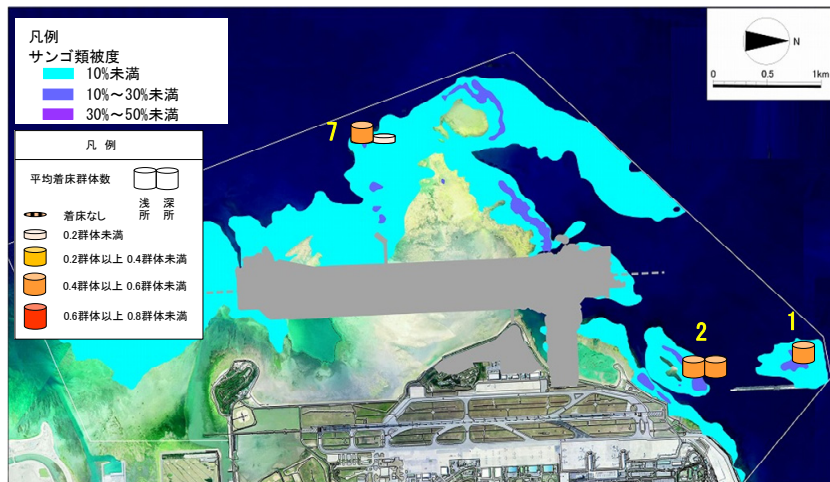 凡例
サンゴ類被度
10%未満
10%～30%未満
30%～50%未満
凡 例
平均着床群体数
浅所
深所
着床なし
0.2群体未満
0.2群体以上 0.4群体未満
0.4群体以上 0.6群体未満
0.6群体以上 0.8群体未満
N
0 0.5 1km
7
2
1